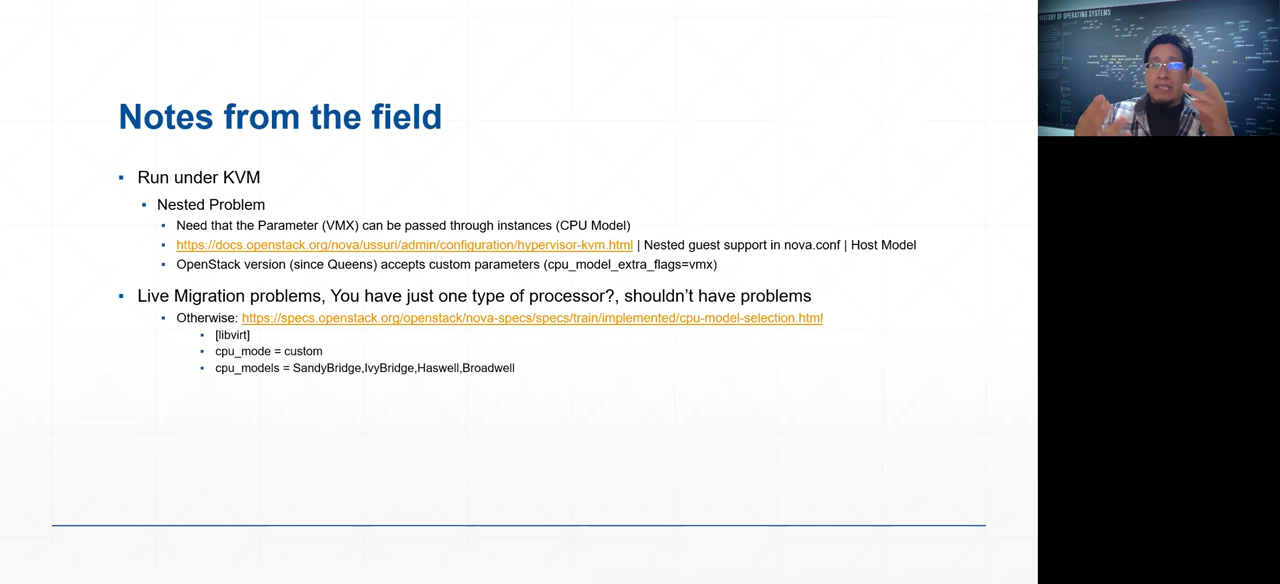 Notes from the field
Run under KVM
Nested Problem
Need that the Parameter (VMX) can be passed through instances (CPU Model)
https://docs.openstack.org/nova/ussuri/admin/configuration/hypervisor-kvm.html | Nested guest support in nova.conf | Host Model
OpenStack version (since Queens) accepts custom parameters (cpu_model_extra_flags=vmx)
Live Migration problems, You have just one type of processor?, shouldn’t have problems
Otherwise: https://specs.openstack.org/openstack/nova-specs/specs/train/implemented/cpu-model-selection.html
[libvirt]
cpu_mode = custom
cpu_models = SandyBridge,IvyBridge,Haswell,Broadwell
HISTORY OF OPERATING SYSTEMS